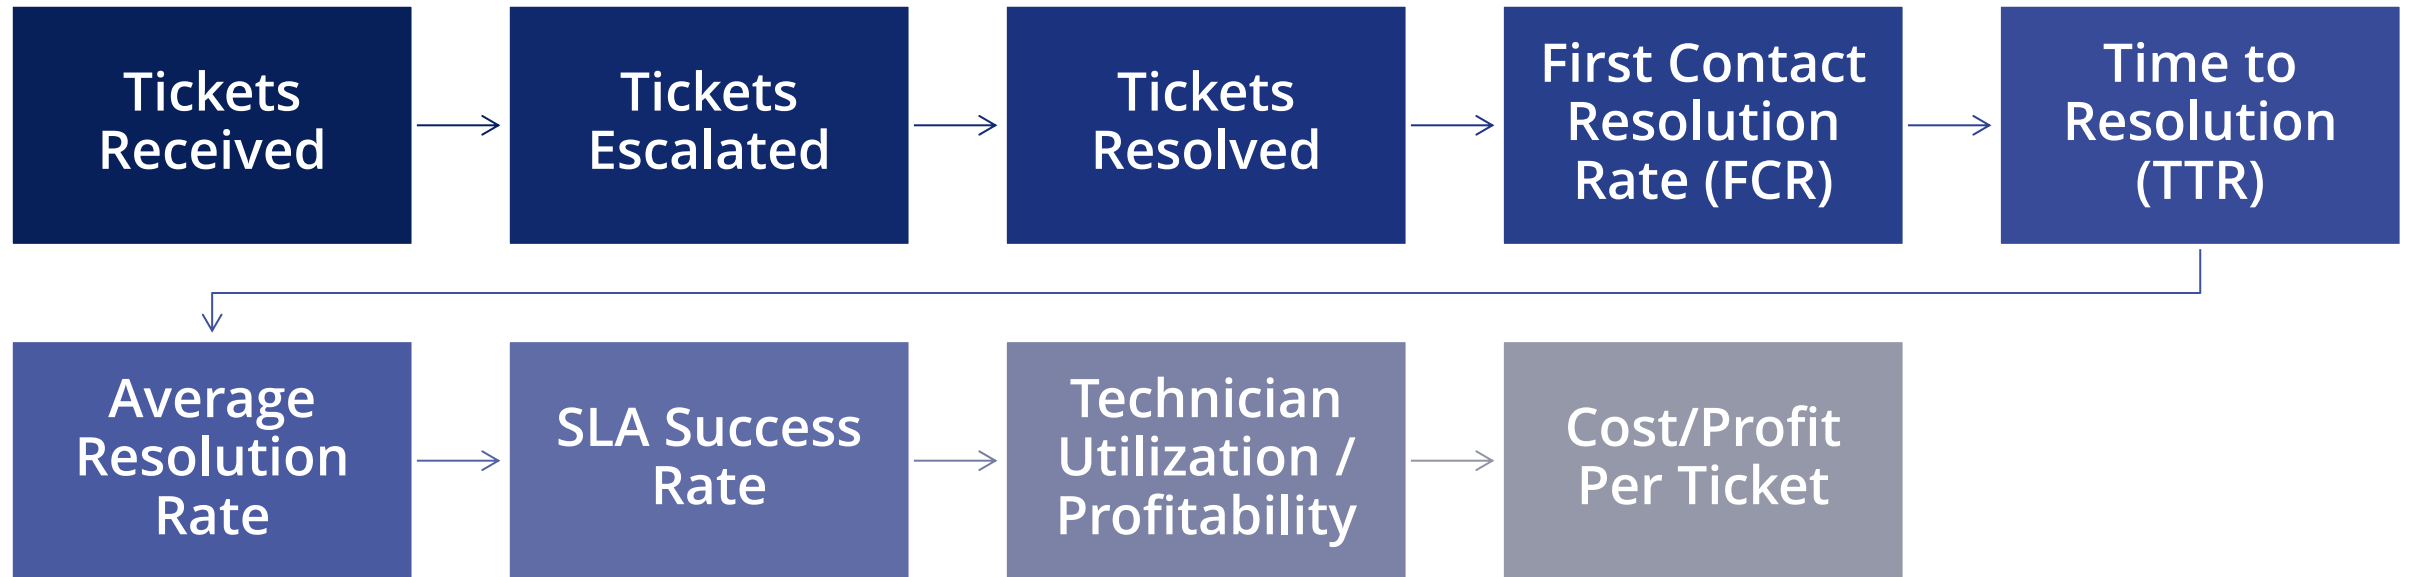 Tickets
Received
Tickets
Escalated
Tickets
Resolved
First Contact
Resolution
Rate (FCR)
Time to
Resolution
(TTR)
Average
Resolution
Rate
SLA Success
Rate
Technician
Utilization /
Profitability
Cost/Profit
Per Ticket